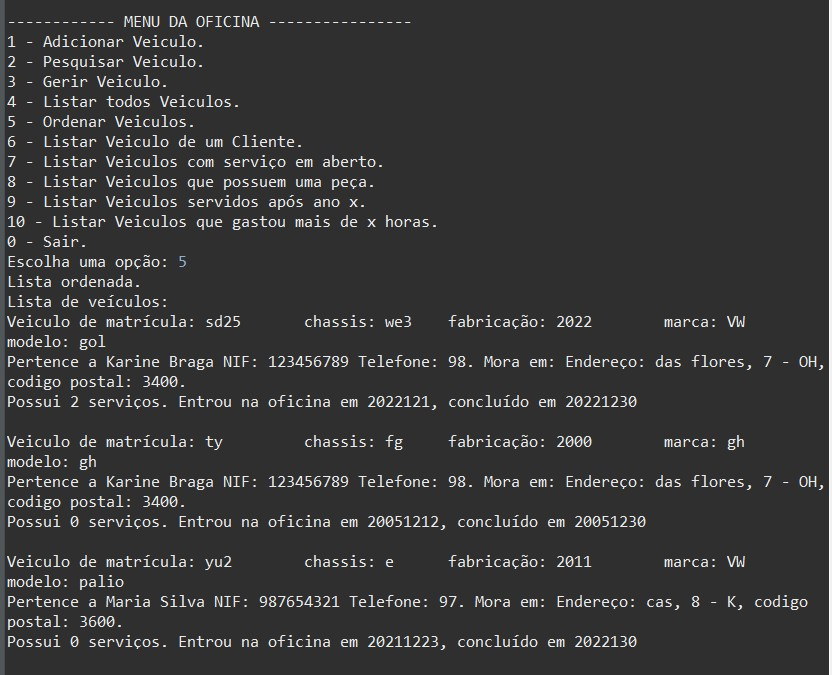 ------------ MENU DA OFICINA ----------------
1 - Adicionar Veiculo.
2 - Pesquisar Veiculo.
3 - Gerir Veiculo.
4 - Listar todos Veiculos.
5 - Ordenar Veiculos.
6 - Listar Veiculo de um Cliente.
7 - Listar Veiculos com serviço em aberto.
8 - Listar Veiculos que possuem uma peça.
9 - Listar Veiculos servidos após ano x.
10 - Listar Veiculos que gastou mais de x horas.
0 - Sair.
Escolha uma opção: 5
Lista ordenada.
Lista de veículos:
Veiculo de matrícula: sd25       chassis: we3    fabricação: 2022        marca: VW
modelo: gol
Pertence a Karine Braga NIF: 123456789 Telefone: 98. Mora em: Endereço: das flores, 7 - OH,
codigo postal: 3400.
Possui 2 serviços. Entrou na oficina em 2022121, concluído em 20221230

Veiculo de matrícula: ty         chassis: fg     fabricação: 2000        marca: gh
modelo: gh
Pertence a Karine Braga NIF: 123456789 Telefone: 98. Mora em: Endereço: das flores, 7 - OH,
codigo postal: 3400.
Possui 0 serviços. Entrou na oficina em 20051212, concluído em 20051230

Veiculo de matrícula: yu2        chassis: e      fabricação: 2011        marca: VW
modelo: palio
Pertence a Maria Silva NIF: 987654321 Telefone: 97. Mora em: Endereço: cas, 8 - K, codigo
postal: 3600.
Possui 0 serviços. Entrou na oficina em 20211223, concluído em 2022130